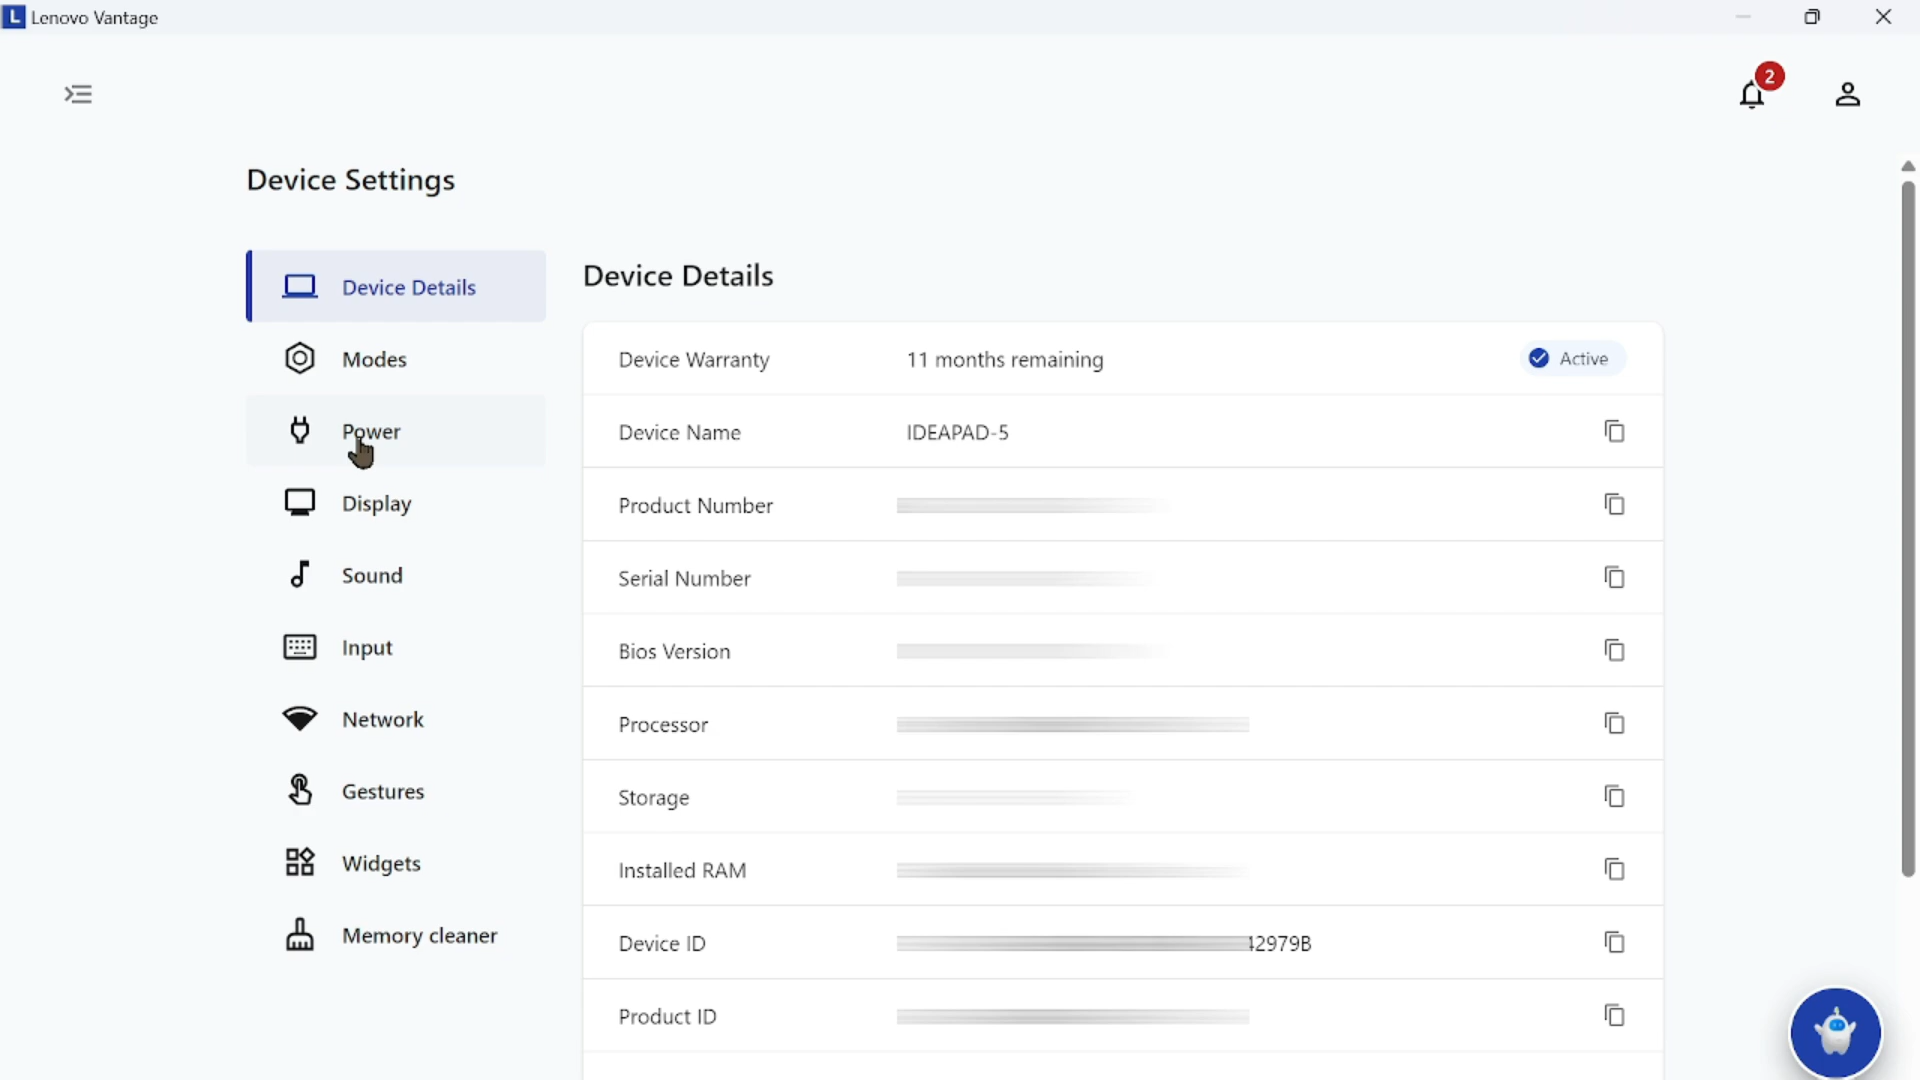 Lenovo Vantage
2
Device Settings
Device Details
Modes
Power
Display
Sound
Input
Network
Gestures
Widgets
Memory cleaner
Device Details
Device Warranty 11 months remaining Active
Device Name IDEAPAD-5
Product Number
Serial Number
Bios Version
Processor
Storage
Installed RAM
Device ID 42979B
Product ID